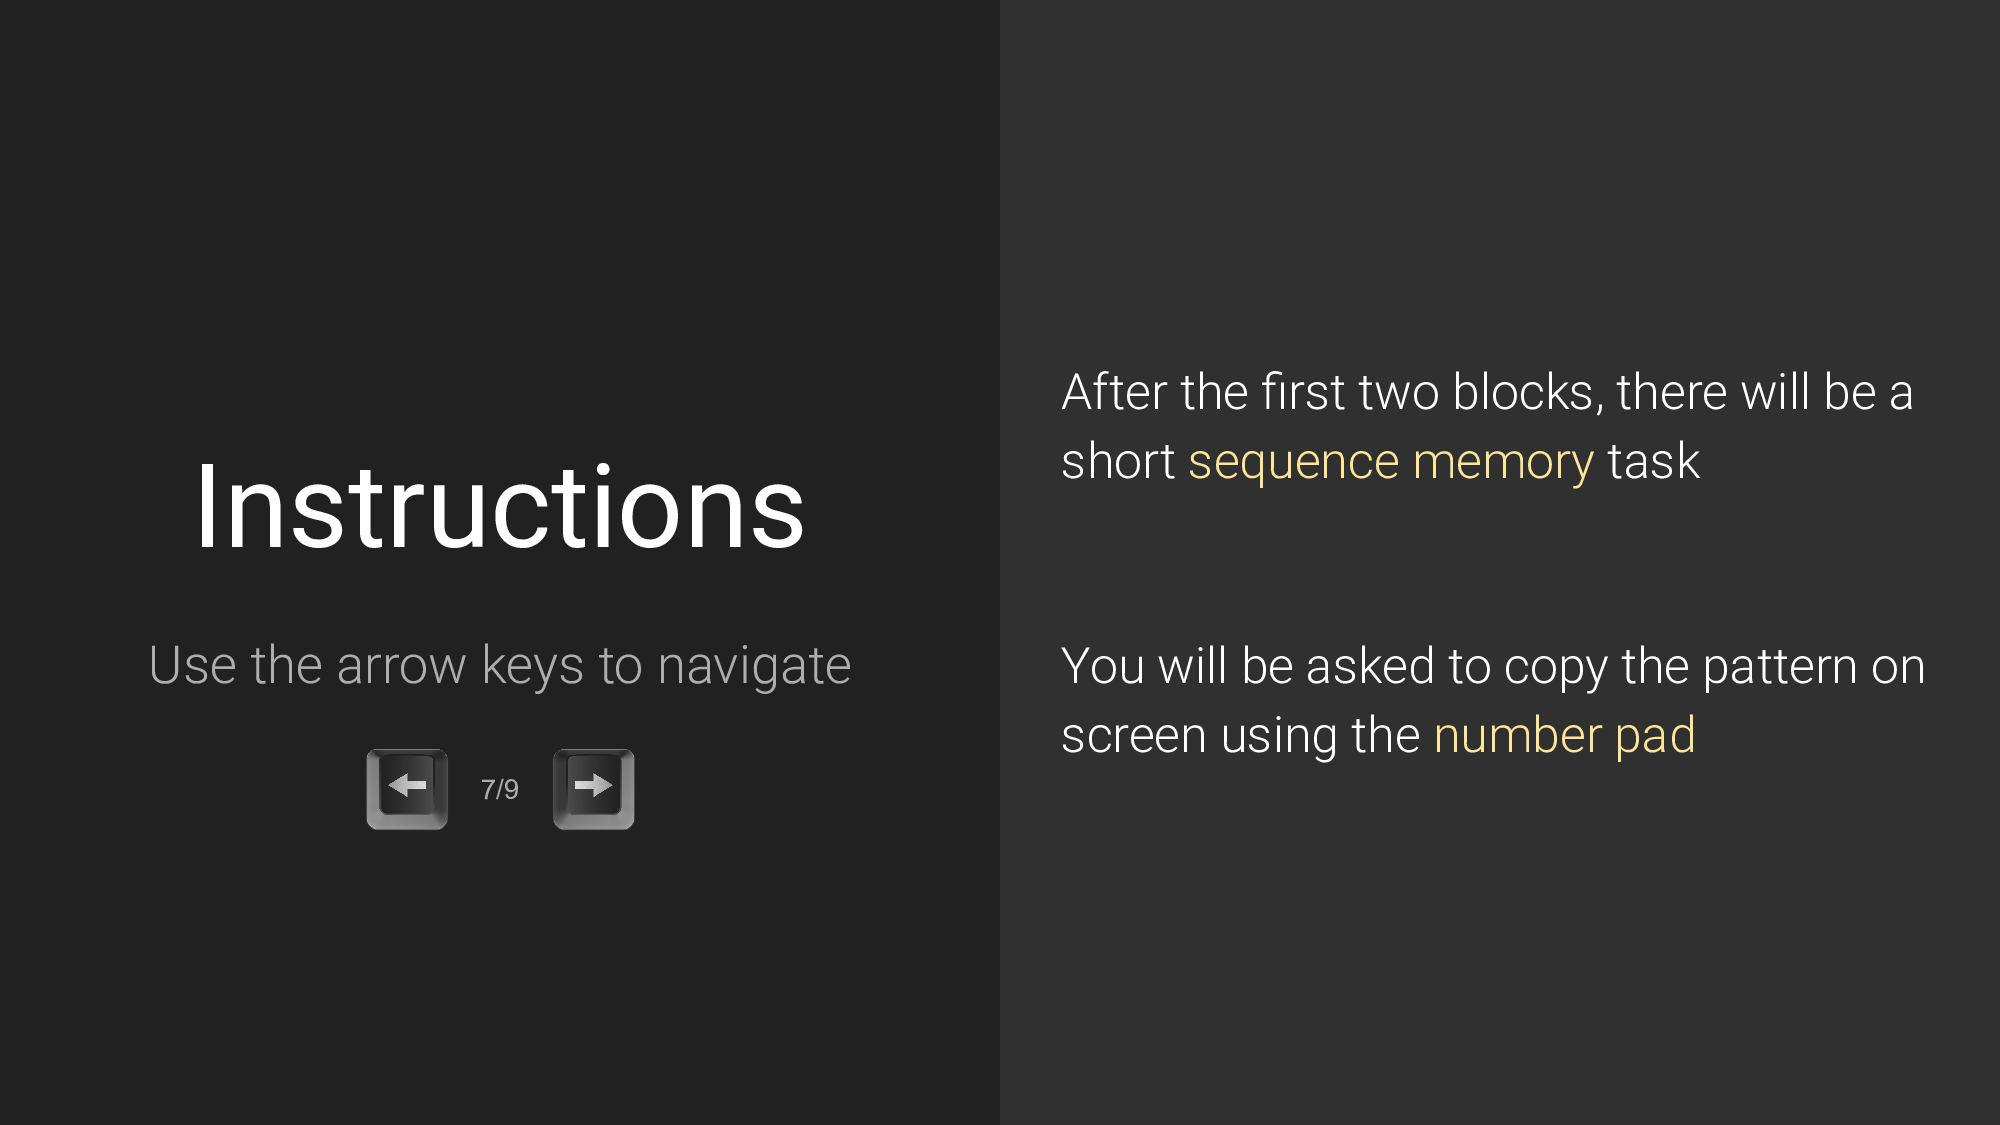 Instructions
Use the arrow keys to navigate
7/9
After the first two blocks, there will be a
short sequence memory task
You will be asked to copy the pattern on
screen using the number pad